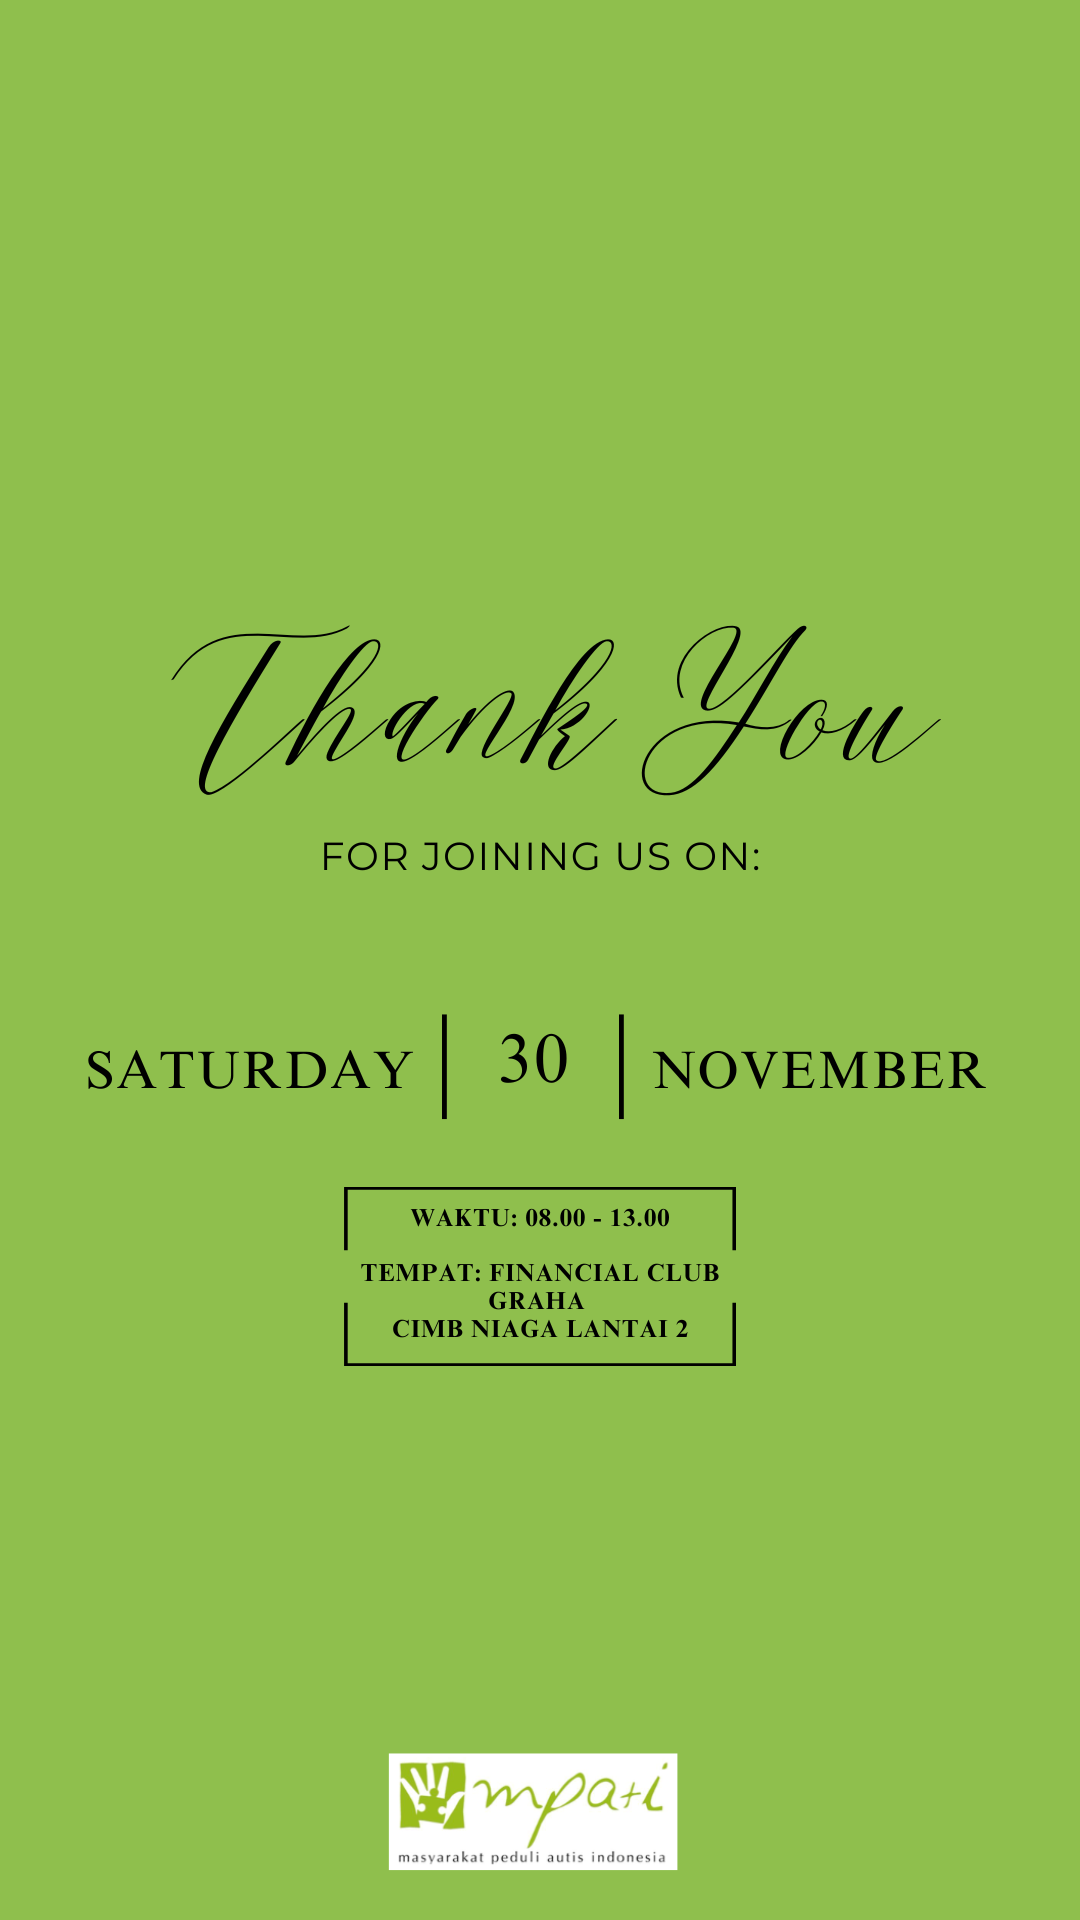 Thank You
FOR JOINING US ON:
SATURDAY
30
NOVEMBER
WAKTU: 08.00 - 13.00
TEMPAT: FINANCIAL CLUB
GRAHA
CIMB NIAGA LANTAI 2
mpati
masyarakat peduli autis indonesia